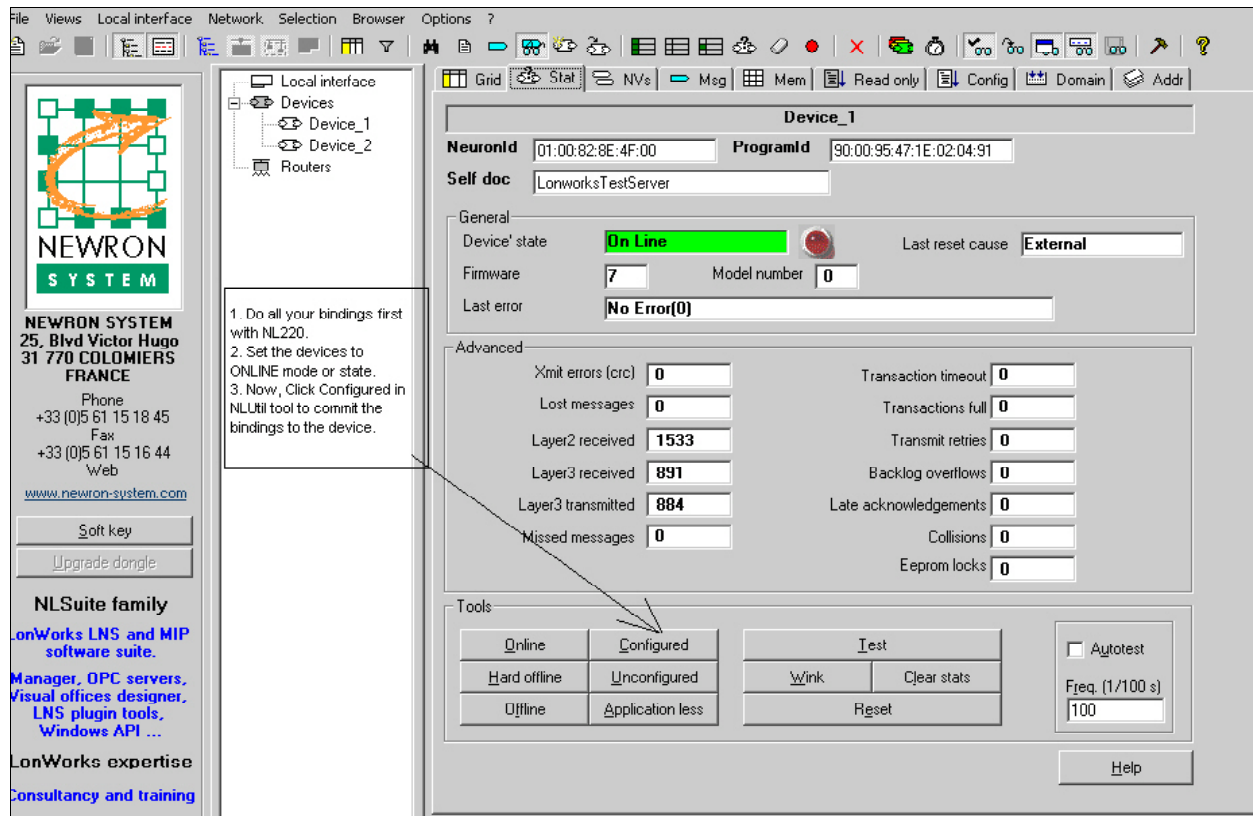 File Views Local interface Network Selection Browser Options ?
Grid Stat NVs Msg Mem Read only Config Domain Addr
NEWRON
SYSTEM
NEWRON SYSTEM
25, Blvd Victor Hugo
31 770 COLOMIERS
FRANCE
Phone
+33 (0)5 61 15 18 45
Fax
+33 (0)5 61 15 16 44
Web
www.newron-system.com
Soft key
Upgrade dongle
NLSuite family
LonWorks LNS and MIP
software suite.
Manager, OPC servers,
Visual offices designer,
LNS plugin tools,
Windows API ...
LonWorks expertise
Consultancy and training
Local interface
Devices
Device_1
Device_2
Routers
1. Do all your bindings first
with NL220.
2. Set the devices to
ONLINE mode or state.
3. Now, Click Configured in
NLUtil tool to commit the
bindings to the device.
Device_1
NeuronId 01:00:82:8E:4F:00 ProgramId 90:00:95:47:1E:02:04:91
Self doc LonworksTestServer
General
Device' state On Line Last reset cause External
Firmware 7 Model number 0
Last error No Error(0)
Advanced
Xmit errors (crc) 0 Transaction timeout 0
Lost messages 0 Transactions full 0
Layer2 received 1533 Transmit retries 0
Layer3 received 891 Backlog overflows 0
Layer3 transmitted 884 Late acknowledgements 0
Missed messages 0 Collisions 0
Eeprom locks 0
Tools
Online Configured Test Autotest
Hard offline Unconfigured Wink Clear stats Freq. (1/100 s)
Offline Application less Reset 100
Help